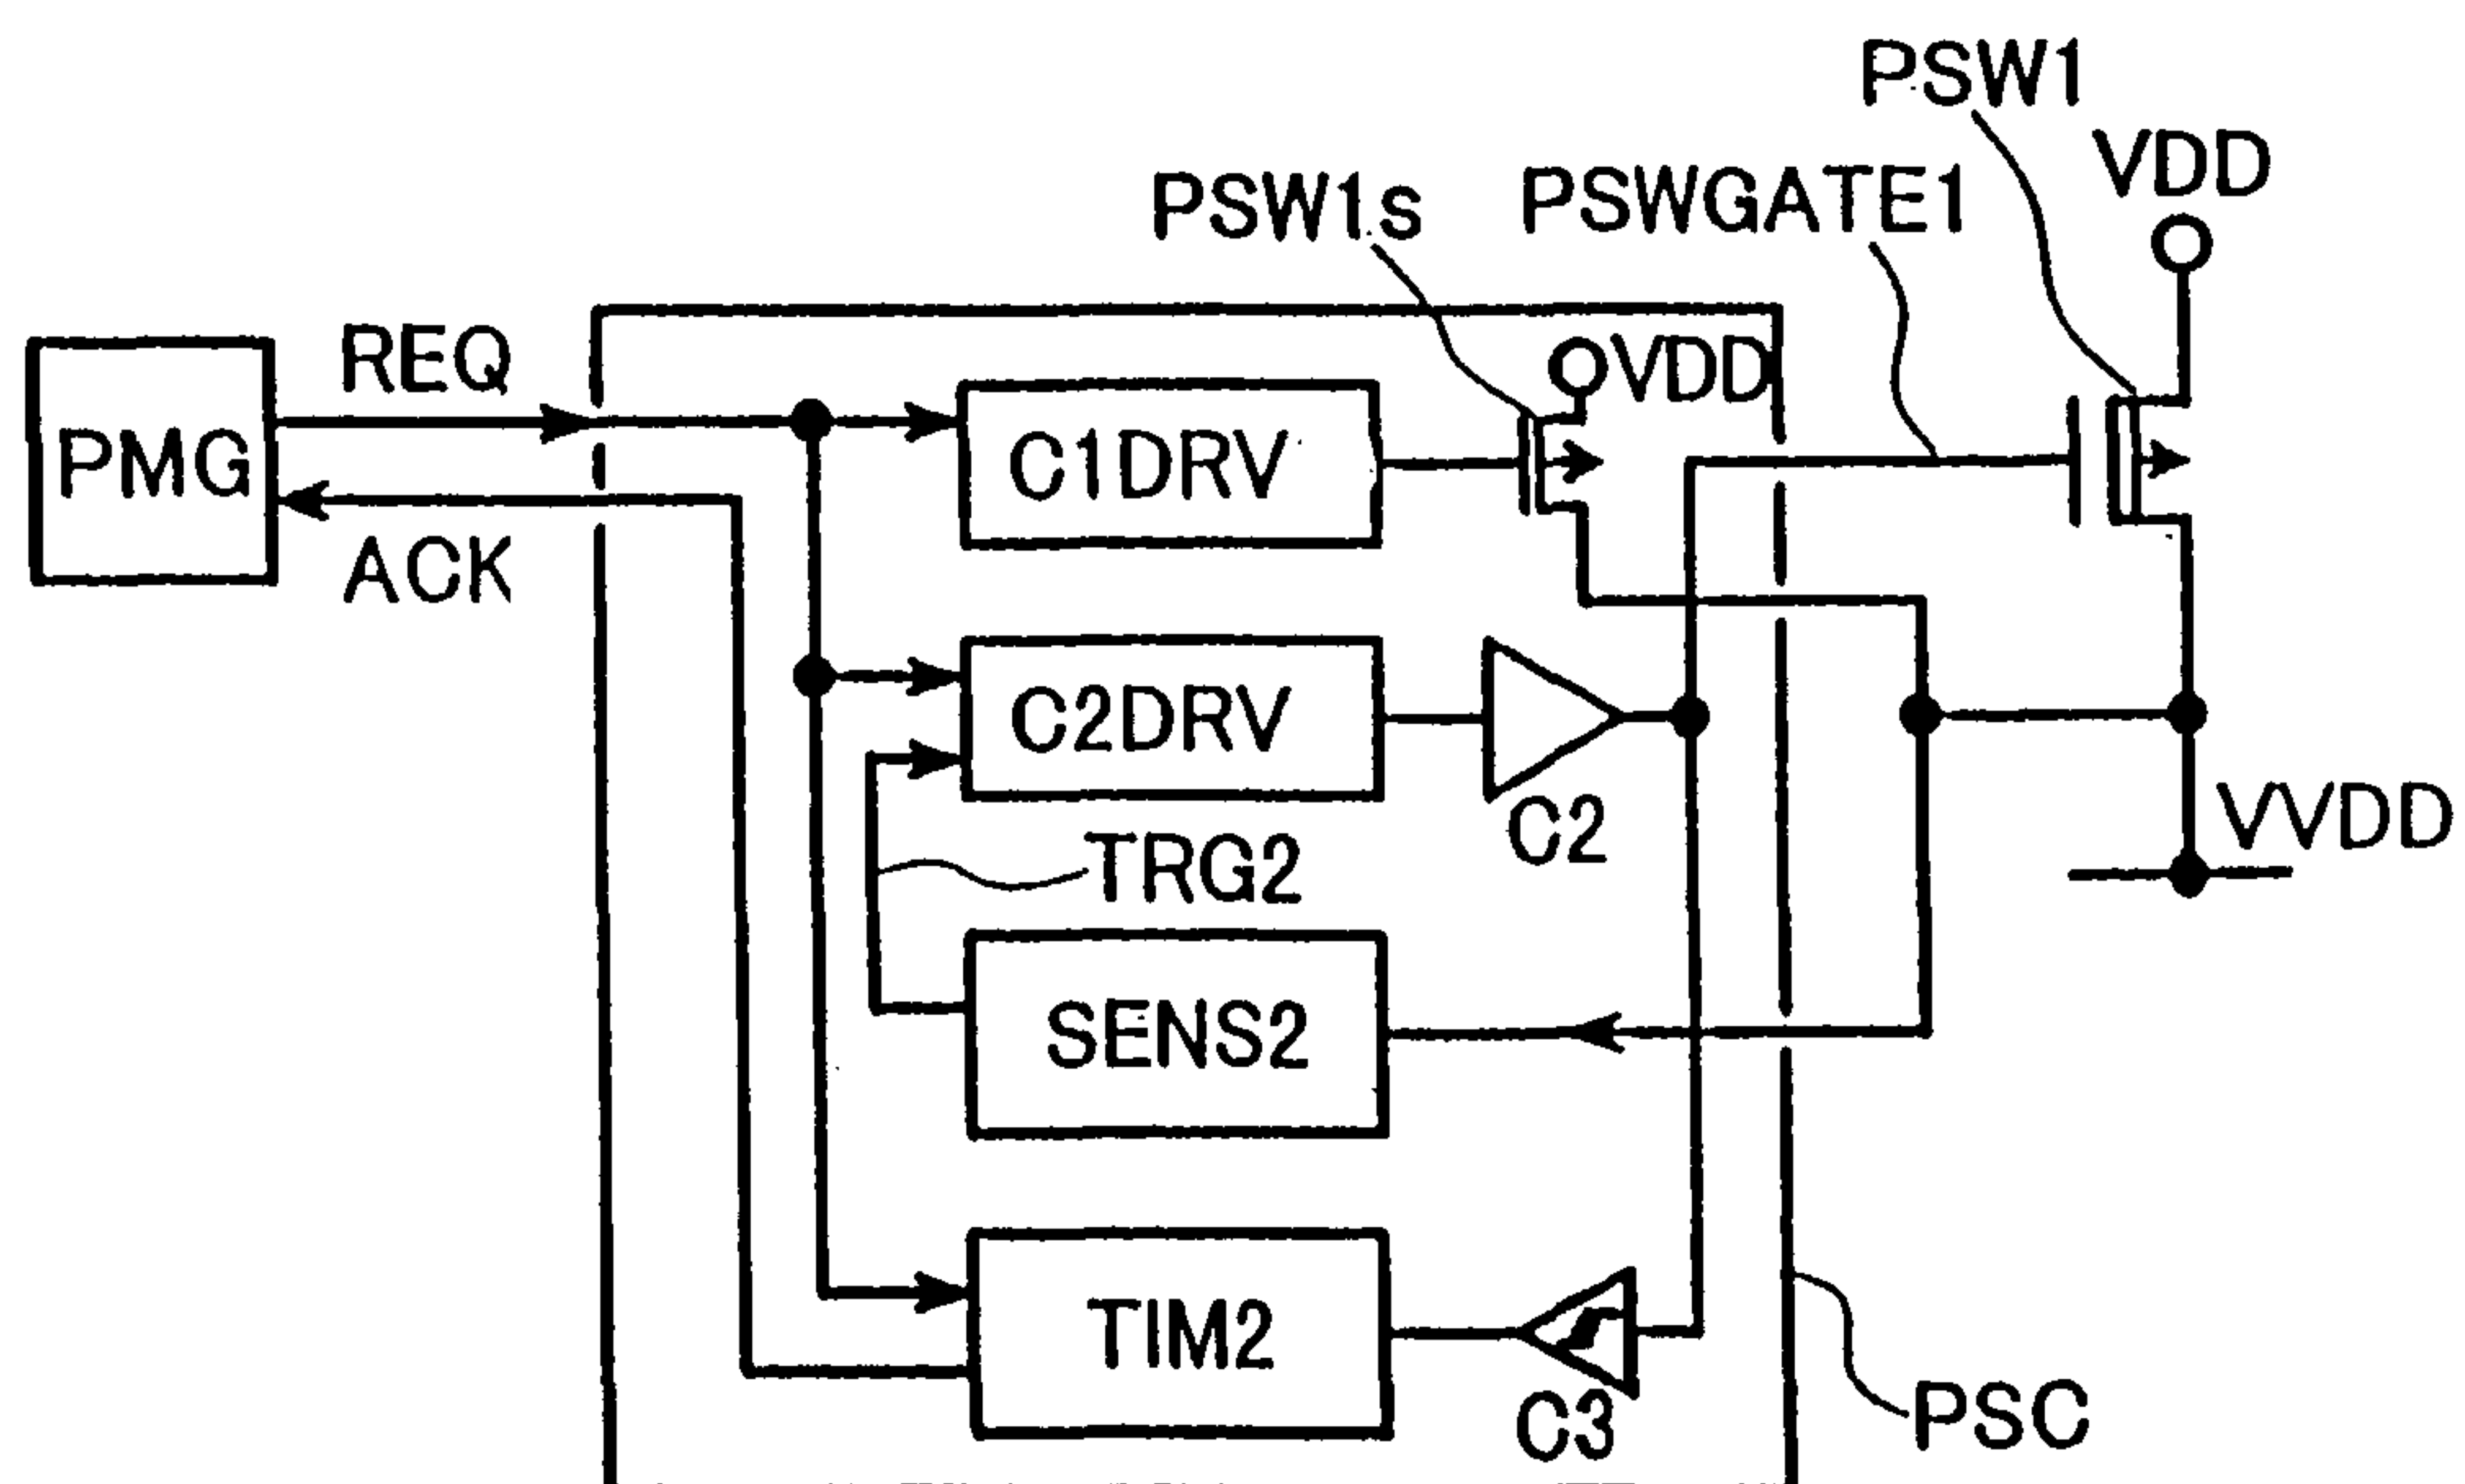 PSW1
VDD
PSW1s
PSWGATE1
REQ
VDD
PMG
C1DRV
ACK
C2DRV
C2
VVDD
TRG2
SENS2
TIM2
C3
PSC